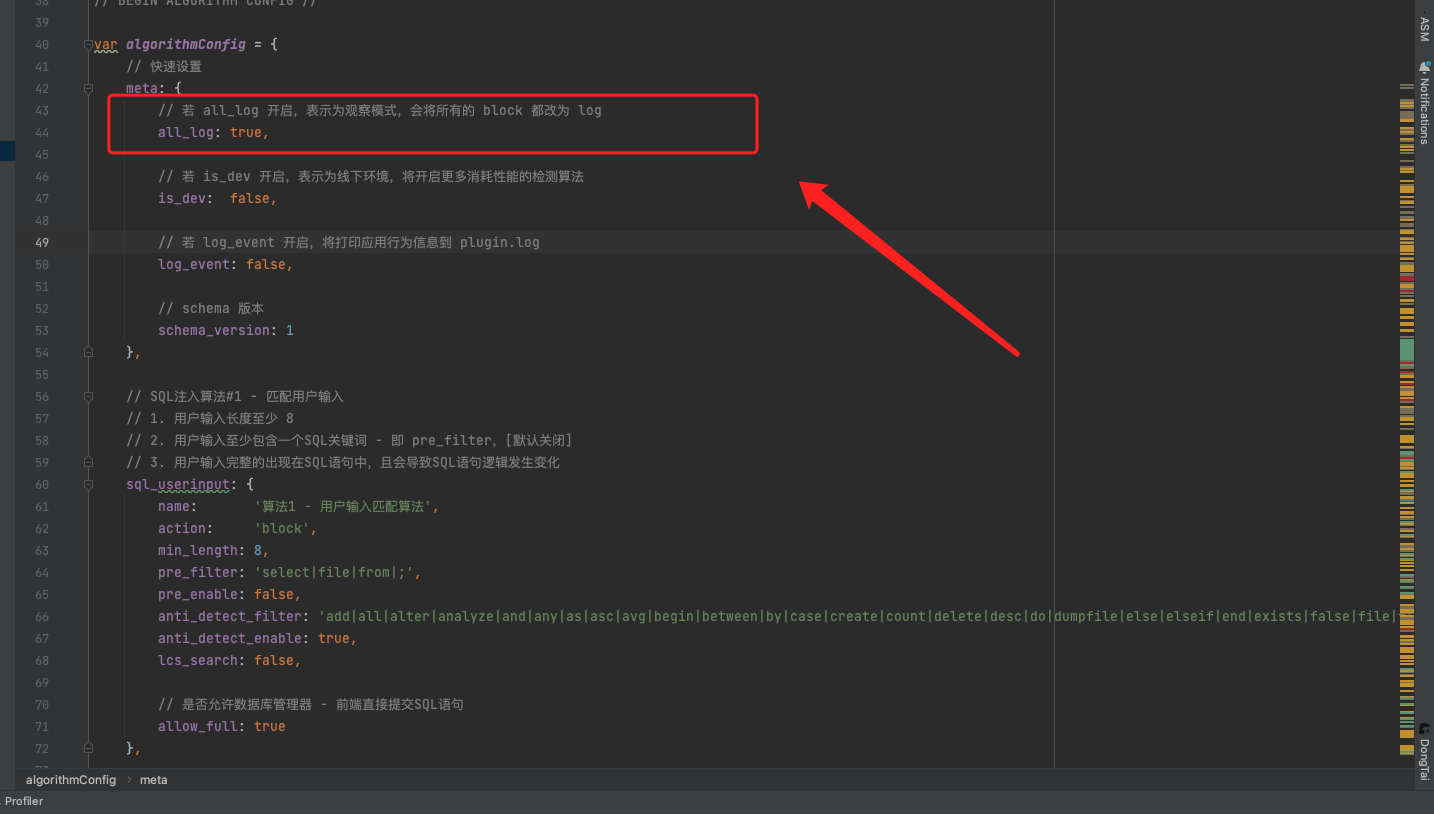 38 // BEGIN ALGORITHM CONFIG //
39
40 var algorithmConfig = {
41 // 快速设置
42 meta: {
43 // 若 all_log 开启，表示为观察模式，会将所有的 block 都改为 log
44 all_log: true,
45
46 // 若 is_dev 开启，表示为线下环境，将开启更多消耗性能的检测算法
47 is_dev:  false,
48
49 // 若 log_event 开启，将打印应用行为信息到 plugin.log
50 log_event: false,
51
52 // schema 版本
53 schema_version: 1
54 },
55
56 // SQL注入算法#1 - 匹配用户输入
57 // 1. 用户输入长度至少 8
58 // 2. 用户输入至少包含一个SQL关键词 - 即 pre_filter，[默认关闭]
59 // 3. 用户输入完整的出现在SQL语句中，且会导致SQL语句逻辑发生变化
60 sql_userinput: {
61 name:       '算法1 - 用户输入匹配算法',
62 action:     'block',
63 min_length: 8,
64 pre_filter: 'select|file|from|;',
65 pre_enable: false,
66 anti_detect_filter: 'add|all|alter|analyze|and|any|as|asc|avg|begin|between|by|case|create|count|delete|desc|do|dumpfile|else|elseif|end|exists|false|file|
67 anti_detect_enable: true,
68 lcs_search: false,
69
70 // 是否允许数据库管理器 - 前端直接提交SQL语句
71 allow_full: true
72 },
algorithmConfig › meta
Profiler
ASM
Notifications
DongTai